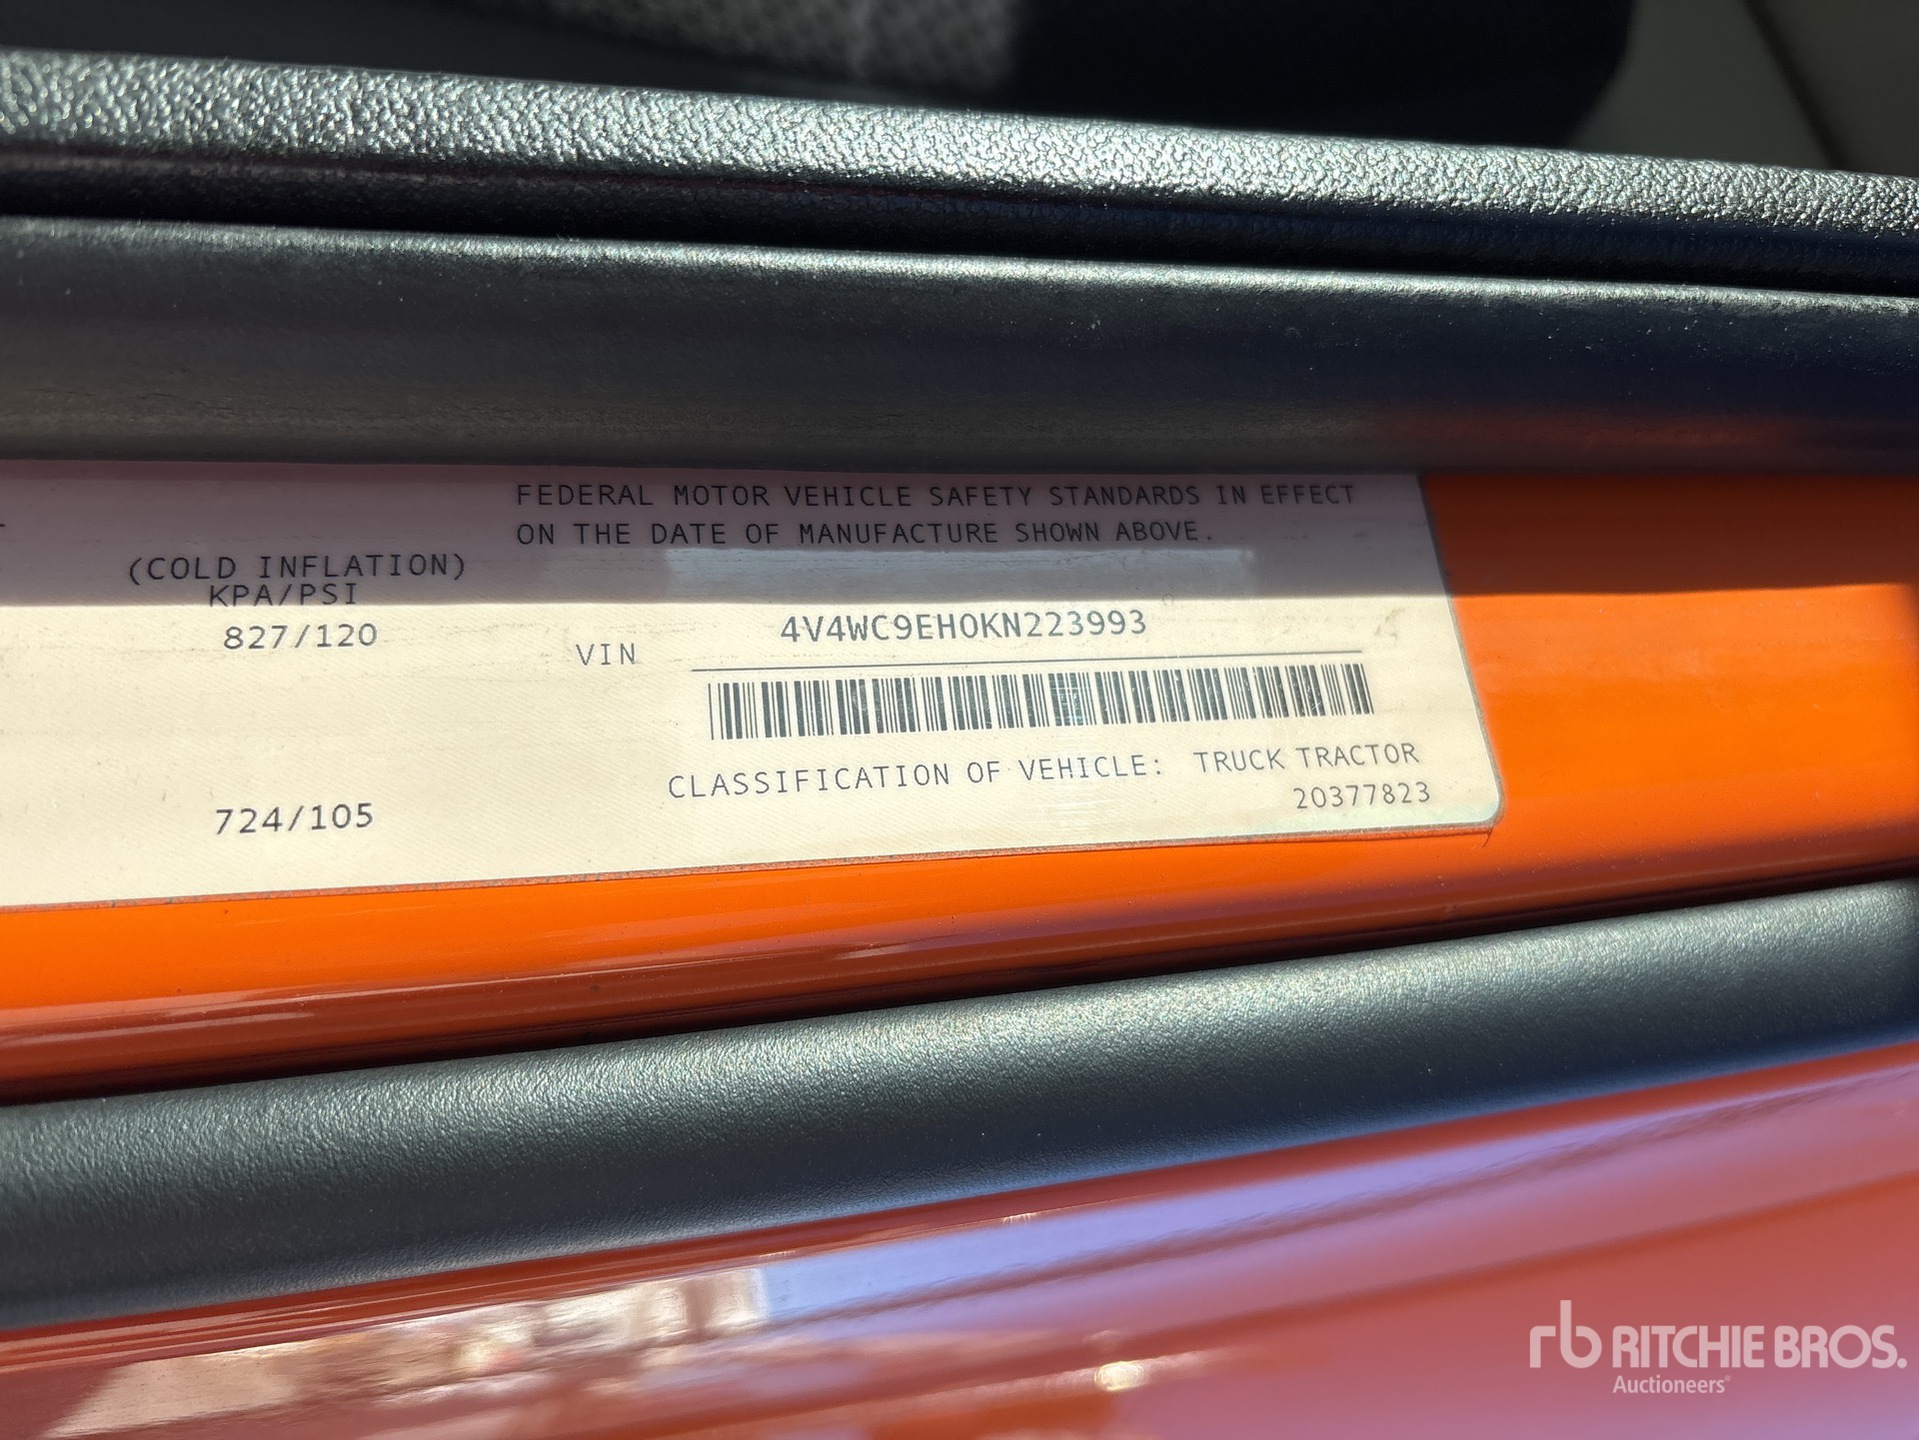 FEDERAL MOTOR VEHICLE SAFETY STANDARDS IN EFFECT
ON THE DATE OF MANUFACTURE SHOWN ABOVE.
(COLD INFLATION)
KPA/PSI
827/120
VIN 4V4WC9EH0KN223993
CLASSIFICATION OF VEHICLE: TRUCK TRACTOR
724/105
20377823
rb RITCHIE BROS.
Auctioneers